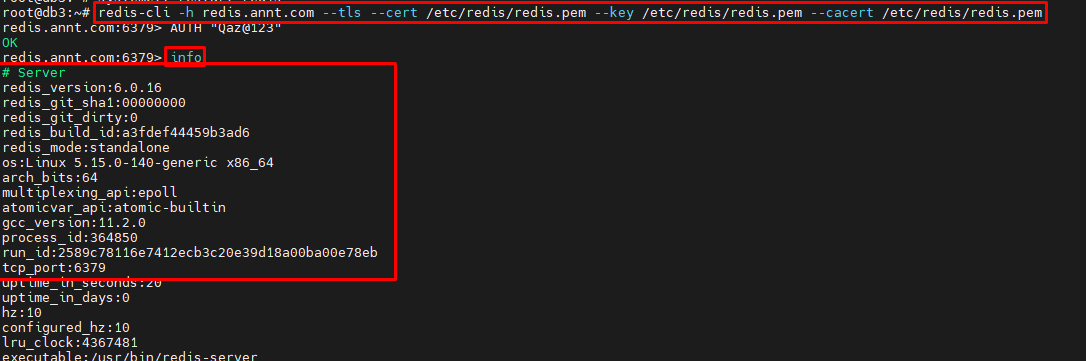 root@db3:~# redis-cli -h redis.annt.com --tls --cert /etc/redis/redis.pem --key /etc/redis/redis.pem --cacert /etc/redis/redis.pem
redis.annt.com:6379> AUTH "Qaz@123"
OK
redis.annt.com:6379> info
# Server
redis_version:6.0.16
redis_git_sha1:00000000
redis_git_dirty:0
redis_build_id:a3fdef44459b3ad6
redis_mode:standalone
os:Linux 5.15.0-140-generic x86_64
arch_bits:64
multiplexing_api:epoll
atomicvar_api:atomic-builtin
gcc_version:11.2.0
process_id:364850
run_id:2589c78116e7412ecb3c20e39d18a00ba00e78eb
tcp_port:6379
uptime_in_seconds:20
uptime_in_days:0
hz:10
configured_hz:10
lru_clock:4367481
executable:/usr/bin/redis-server